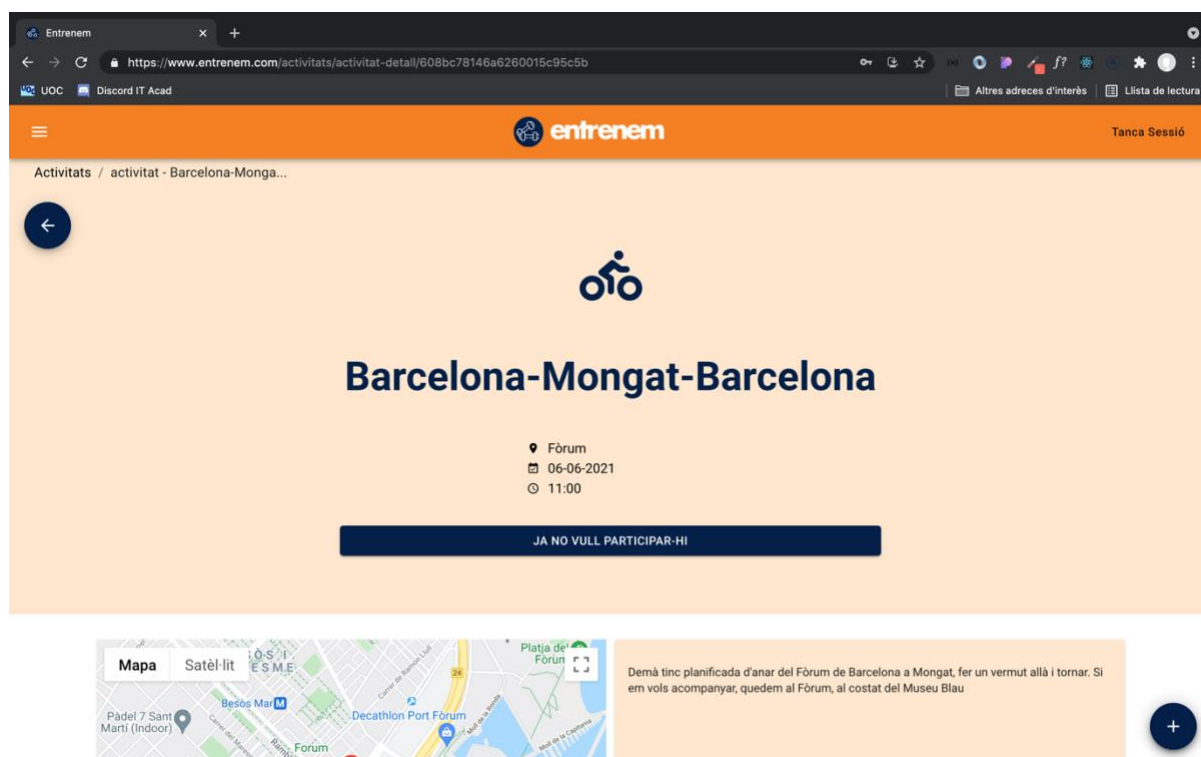 Entrenem
https://www.entrenem.com/activitats/activitat-detall/608bc78146a6260015c95c5b
f?
UOC
Discord IT Acad
Altres adreces d'interès
Llista de lectura
entrenem
Tanca Sessió
Activitats / activitat - Barcelona-Monga...
Barcelona-Mongat-Barcelona
Fòrum
06-06-2021
11:00
JA NO VULL PARTICIPAR-HI
Mapa
Satèl·lit
Platja del
Fòrum
24
Besòs Mar
M
Decathlon Port Fòrum
Pàdel 7 Sant
Martí (Indoor)
Forum
Demà tinc planificada d'anar del Fòrum de Barcelona a Mongat, fer un vermut allà i tornar. Si
em vols acompanyar, quedem al Fòrum, al costat del Museu Blau